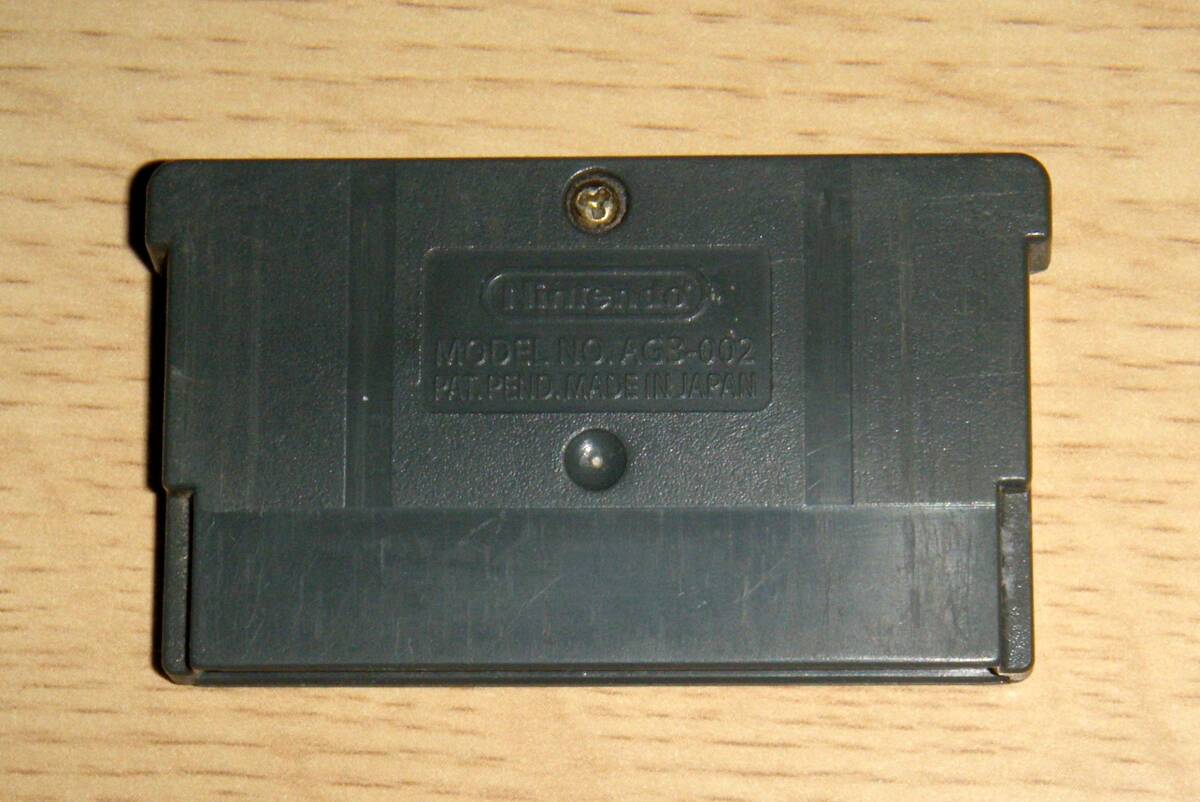 Nintendo®
MODEL NO. AGB-002
PAT. PEND. MADE IN JAPAN